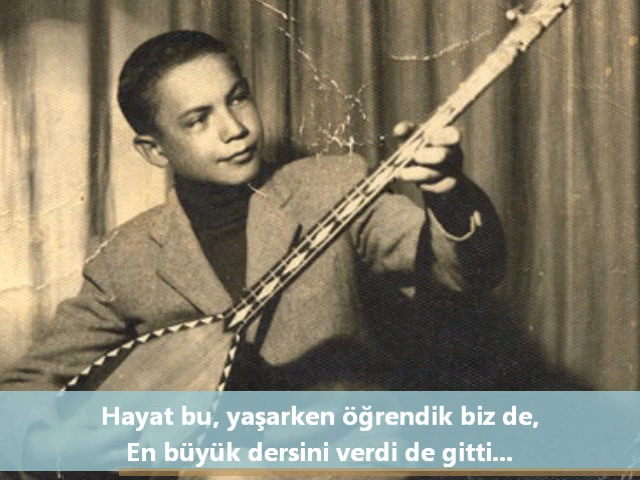 Hayat bu, yaşarken öğrendik biz de,
En büyük dersini verdi de gitti...